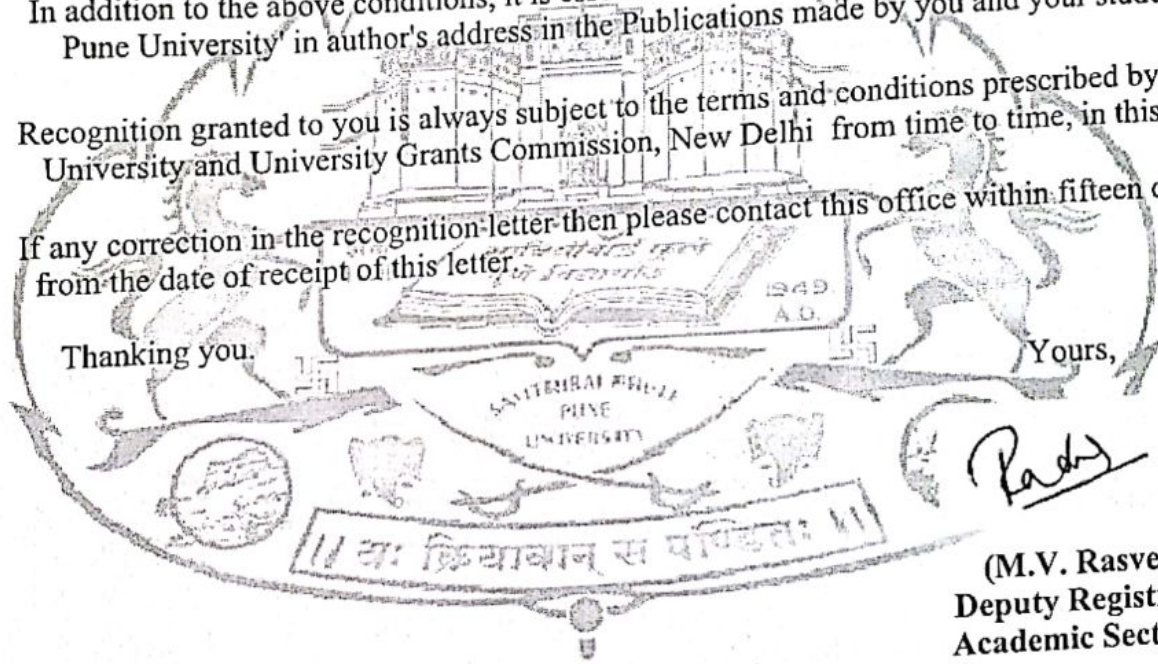 In addition to the above conditions, it is
Pune University' in author's address in the Publications made by you and your
Recognition granted to you is always subject to the terms and conditions prescribed by
University and University Grants Commission, New Delhi from time to time, in this
If any correction in the recognition letter then please contact this office within fifteen
from the date of receipt of this letter.
1949
A.D.
Thanking you.
Yours,
PUNE
UNIVERSITY
।। यः क्रियावान् स पण्डितः ।।
(M.V. Rasve
Deputy Regist
Academic Sect